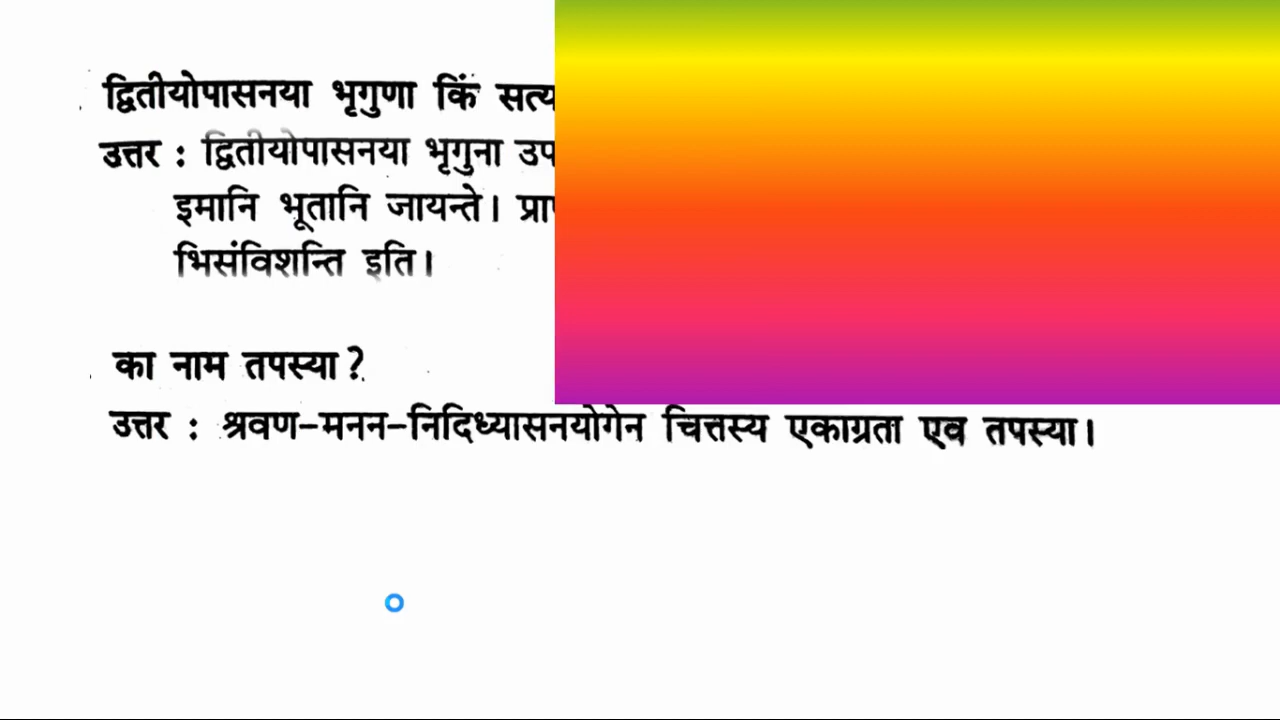 द्वितीयोपासनया भृगुणा किं सत्य
उत्तर : द्वितीयोपासनया भृगुना उप
इमानि भूतानि जायन्ते। प्रा
भिसंविशन्ति इति।
का नाम तपस्या?
उत्तर : श्रवण-मनन-निदिध्यासनयोगेन चित्तस्य एकाग्रता एव तपस्या।